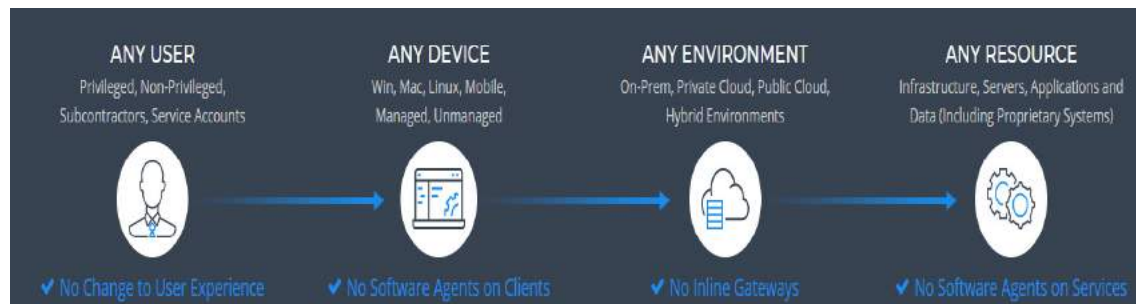 ANY USER
Privileged, Non-Privileged,
Subcontractors, Service Accounts
✔ No Change to User Experience
ANY DEVICE
Win, Mac, Linux, Mobile,
Managed, Unmanaged
✔ No Software Agents on Clients
ANY ENVIRONMENT
On-Prem, Private Cloud, Public Cloud,
Hybrid Environments
✔ No Inline Gateways
ANY RESOURCE
Infrastructure, Servers, Applications and
Data (Including Proprietary Systems)
✔ No Software Agents on Services